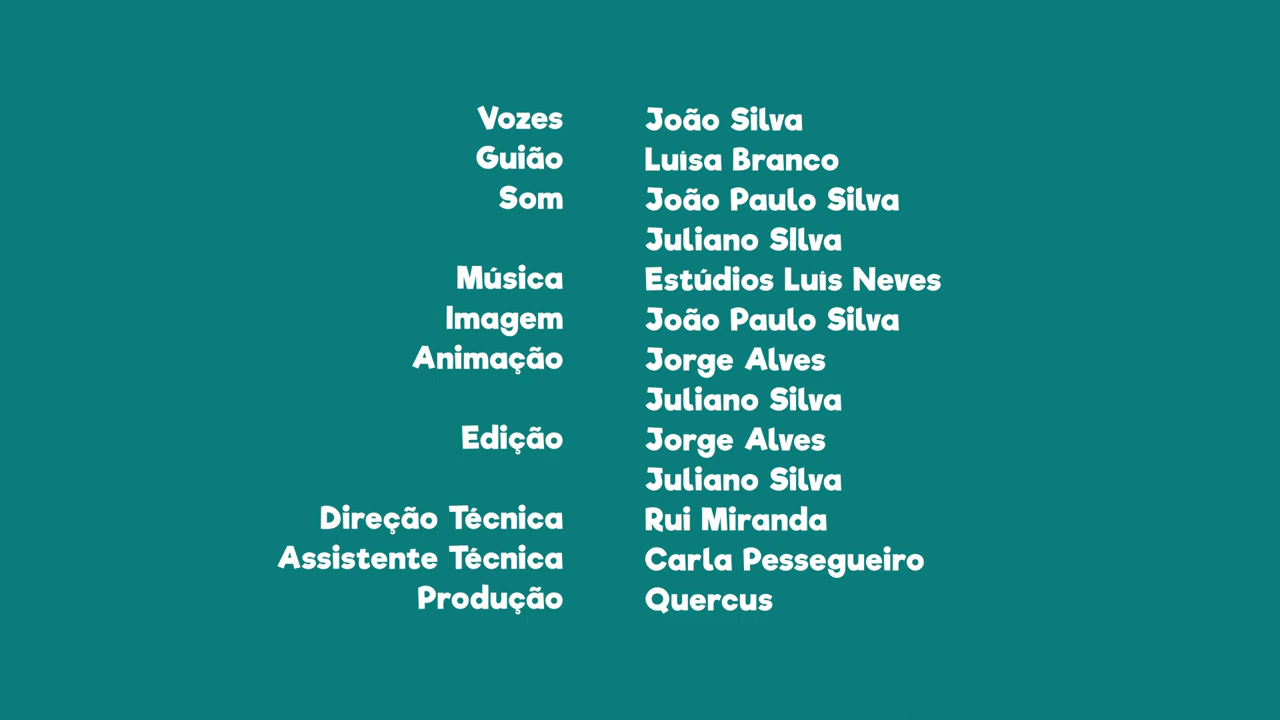 Vozes João Silva
Guião Luísa Branco
Som João Paulo Silva
Juliano SIlva
Música Estúdios Luís Neves
Imagem João Paulo Silva
Animação Jorge Alves
Juliano Silva
Edição Jorge Alves
Juliano Silva
Direção Técnica Rui Miranda
Assistente Técnica Carla Pessegueiro
Produção Quercus